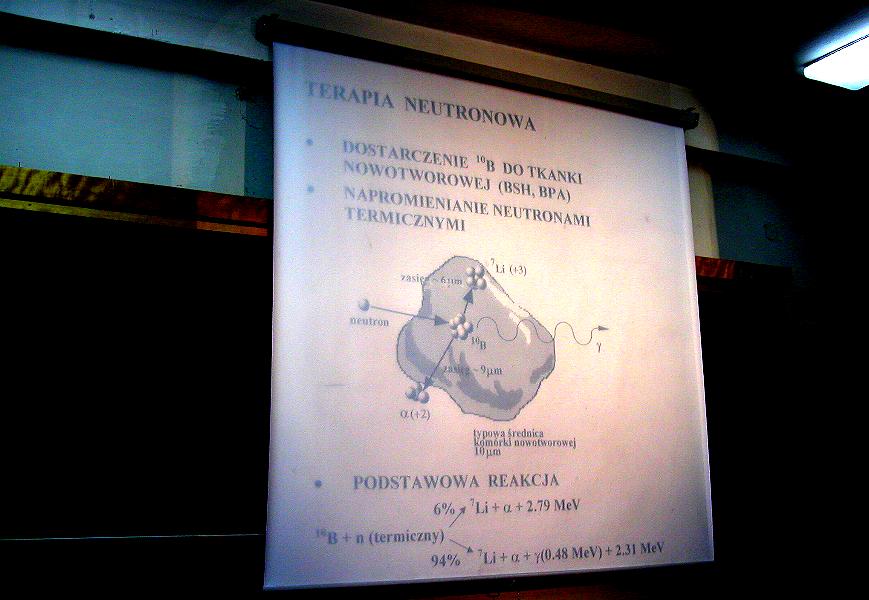 TERAPIA NEUTRONOWA
• DOSTARCZENIE ¹⁰B DO TKANKI
NOWOTWOROWEJ (BSH, BPA)
• NAPROMIENIANIE NEUTRONAMI
TERMICZNYMI
⁷Li (+3)
zasięg ~ 6μm
neutron
¹⁰B
γ
zasięg ~ 9μm
α(+2)
typowa średnica
komórki nowotworowej
10μm
• PODSTAWOWA REAKCJA
6% ⁷Li + α + 2.79 MeV
¹⁰B + n (termiczny)
94% ⁷Li + α + γ(0.48 MeV) + 2.31 MeV